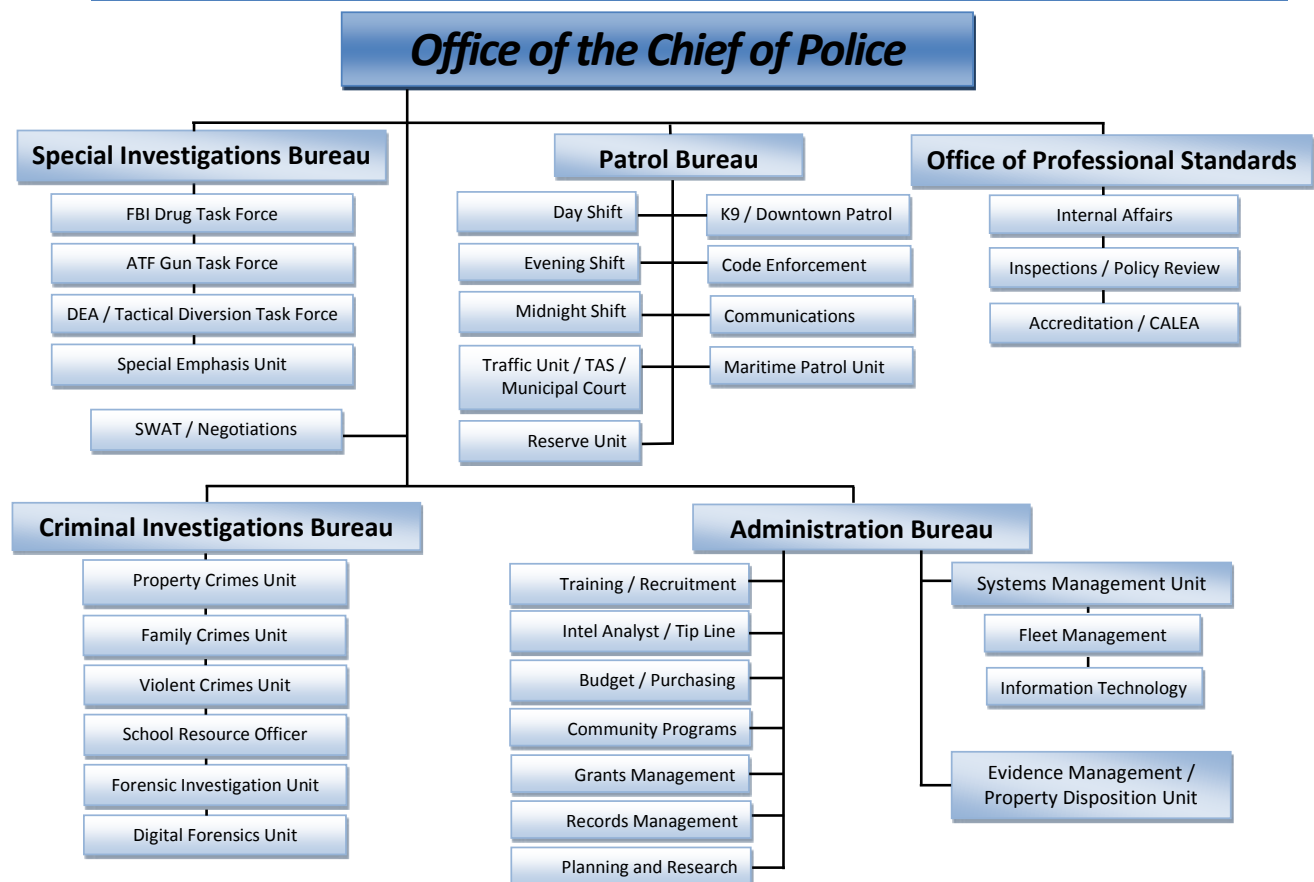 Office of the Chief of Police
Special Investigations Bureau
FBI Drug Task Force
ATF Gun Task Force
DEA / Tactical Diversion Task Force
Special Emphasis Unit
SWAT / Negotiations
Patrol Bureau
Day Shift
Evening Shift
Midnight Shift
Traffic Unit / TAS /
Municipal Court
Reserve Unit
K9 / Downtown Patrol
Code Enforcement
Communications
Maritime Patrol Unit
Office of Professional Standards
Internal Affairs
Inspections / Policy Review
Accreditation / CALEA
Criminal Investigations Bureau
Property Crimes Unit
Family Crimes Unit
Violent Crimes Unit
School Resource Officer
Forensic Investigation Unit
Digital Forensics Unit
Administration Bureau
Training / Recruitment
Intel Analyst / Tip Line
Budget / Purchasing
Community Programs
Grants Management
Records Management
Planning and Research
Systems Management Unit
Fleet Management
Information Technology
Evidence Management /
Property Disposition Unit